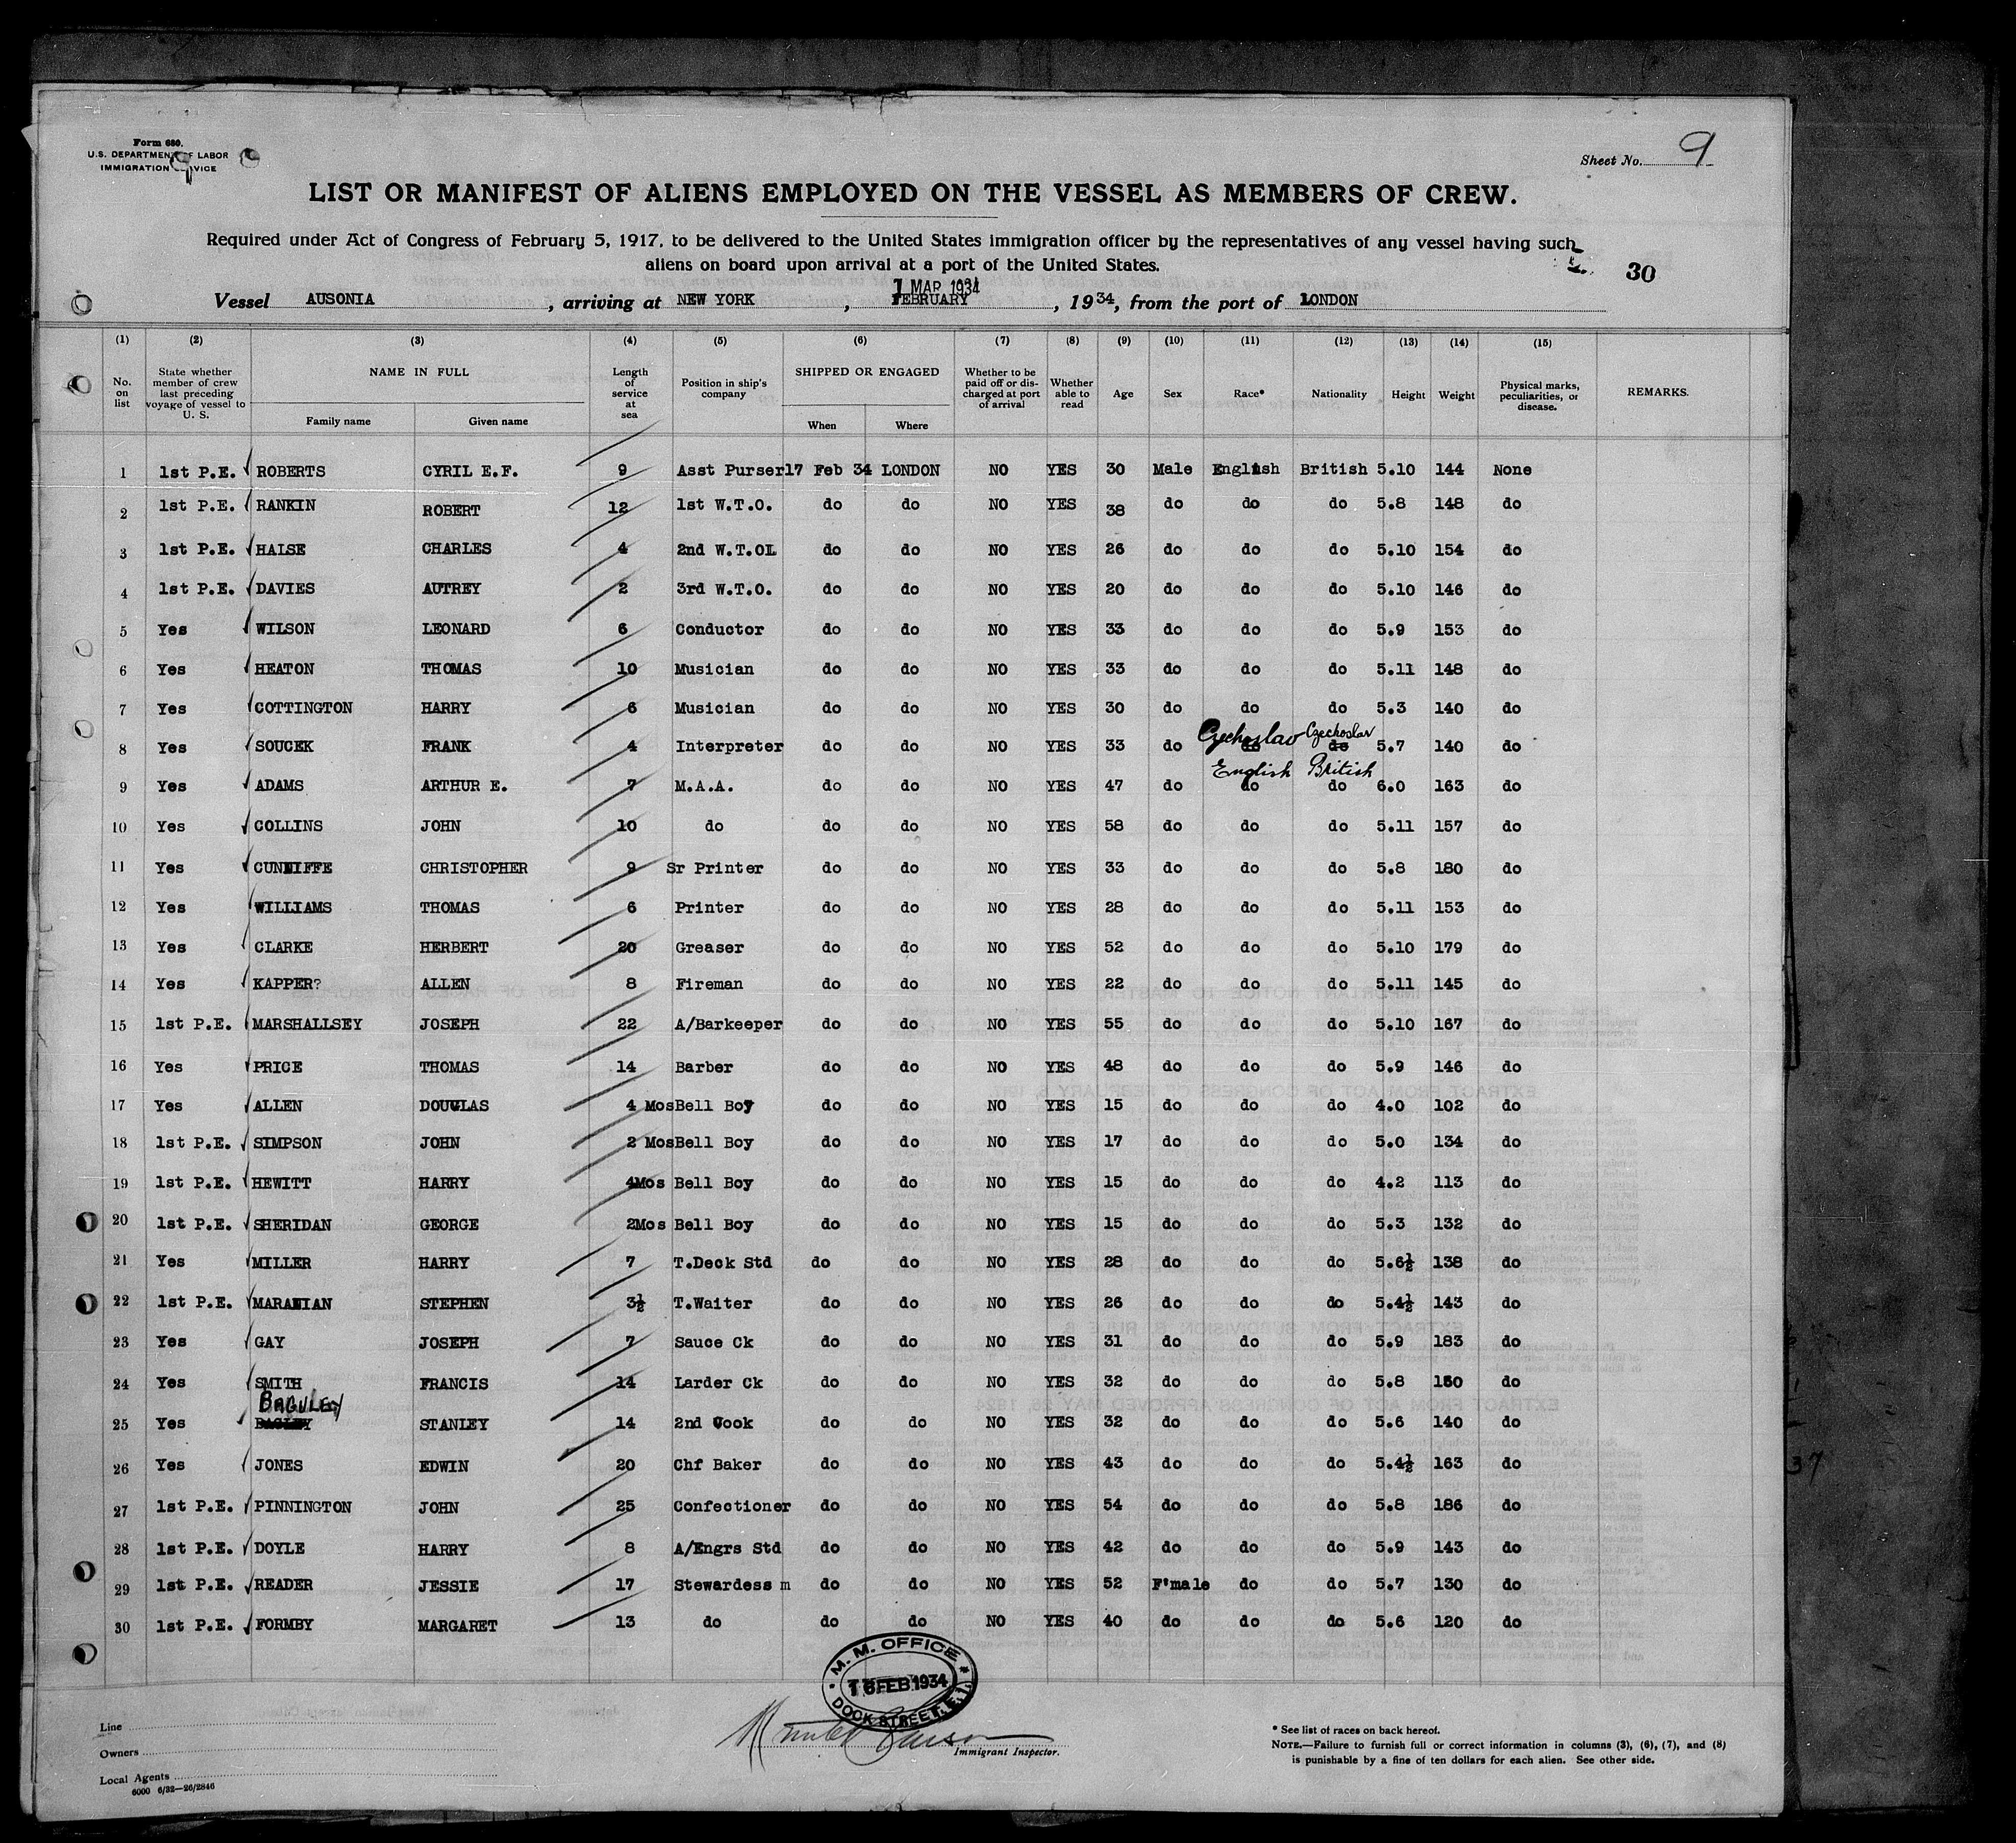 Form 680.
U.S. DEPARTMENT OF LABOR
IMMIGRATION SERVICE
Sheet No. 9
LIST OR MANIFEST OF ALIENS EMPLOYED ON THE VESSEL AS MEMBERS OF CREW.
Required under Act of Congress of February 5, 1917, to be delivered to the United States immigration officer by the representatives of any vessel having such
aliens on board upon arrival at a port of the United States.
30
1 MAR 1934
Vessel AUSONIA, arriving at NEW YORK, FEBRUARY, 1934, from the port of LONDON
(1) (2) (3) (4) (5) (6) (7) (8) (9) (10) (11) (12) (13) (14) (15)
No. on list State whether member of crew last preceding voyage of vessel to U. S. NAME IN FULL Family name Given name Length of service at sea Position in ship's company SHIPPED OR ENGAGED When Where Whether to be paid off or discharged at port of arrival Whether able to read Age Sex Race* Nationality Height Weight Physical marks, peculiarities, or disease. REMARKS.
1 1st P.E. ROBERTS CYRIL E.F. 9 Asst Purser 17 Feb 34 LONDON NO YES 30 Male English British 5.10 144 None
2 1st P.E. RANKIN ROBERT 12 1st W.T.O. do do NO YES 38 do do do 5.8 148 do
3 1st P.E. HALSE CHARLES 4 2nd W.T.O. do do NO YES 26 do do do 5.10 154 do
4 1st P.E. DAVIES AUTREY 2 3rd W.T.O. do do NO YES 20 do do do 5.10 146 do
5 Yes WILSON LEONARD 6 Conductor do do NO YES 33 do do do 5.9 153 do
6 Yes HEATON THOMAS 10 Musician do do NO YES 33 do do do 5.11 148 do
7 Yes COTTINGTON HARRY 6 Musician do do NO YES 30 do do do 5.3 140 do
8 Yes SOUCEK FRANK 4 Interpreter do do NO YES 33 do Czechoslav Czechoslav 5.7 140 do
English British
9 Yes ADAMS ARTHUR E. 7 M.A.A. do do NO YES 47 do do do 6.0 163 do
10 Yes COLLINS JOHN 10 do do do NO YES 58 do do do 5.11 157 do
11 Yes CUNNIFFE CHRISTOPHER 9 Sr Printer do do NO YES 33 do do do 5.8 180 do
12 Yes WILLIAMS THOMAS 6 Printer do do NO YES 28 do do do 5.11 153 do
13 Yes CLARKE HERBERT 20 Greaser do do NO YES 52 do do do 5.10 179 do
14 Yes KAPPER? ALLEN 8 Fireman do do NO YES 22 do do do 5.11 145 do
15 1st P.E. MARSHALLSEY JOSEPH 22 A/Barkeeper do do NO YES 55 do do do 5.10 167 do
16 Yes PRICE THOMAS 14 Barber do do NO YES 48 do do do 5.9 146 do
17 Yes ALLEN DOUGLAS 4 Mos Bell Boy do do NO YES 15 do do do 4.0 102 do
18 1st P.E. SIMPSON JOHN 2 Mos Bell Boy do do NO YES 17 do do do 5.0 134 do
19 1st P.E. HEWITT HARRY 4Mos Bell Boy do do NO YES 15 do do do 4.2 113 do
20 1st P.E. SHERIDAN GEORGE 2Mos Bell Boy do do NO YES 15 do do do 5.3 132 do
21 Yes MILLER HARRY 7 T.Deck Std do do NO YES 28 do do do 5.6½ 138 do
22 1st P.E. MARANIAN STEPHEN 3½ T.Waiter do do NO YES 26 do do do 5.4½ 143 do
23 Yes GAY JOSEPH 7 Sauce Ck do do NO YES 31 do do do 5.9 183 do
24 Yes SMITH FRANCIS 14 Larder Ck do do NO YES 32 do do do 5.8 150 do
BAGULEY
25 Yes BAGLEY STANLEY 14 2nd Cook do do NO YES 32 do do do 5.6 140 do
26 Yes JONES EDWIN 20 Chf Baker do do NO YES 43 do do do 5.4½ 163 do
27 1st P.E. PINNINGTON JOHN 25 Confectioner do do NO YES 54 do do do 5.8 186 do
28 1st P.E. DOYLE HARRY 8 A/Engrs Std do do NO YES 42 do do do 5.9 143 do
29 1st P.E. READER JESSIE 17 Stewardess m do do NO YES 52 F'male do do 5.7 130 do
30 1st P.E. FORMBY MARGARET 13 do do do NO YES 40 do do do 5.6 120 do
M. M. OFFICE
16 FEB 1934
DOCK STREET, E.1.
Line
Owners
Local Agents
6000 6/32—26/2846
Immigrant Inspector.
* See list of races on back hereof.
NOTE.—Failure to furnish full or correct information in columns (3), (6), (7), and (8)
is punishable by a fine of ten dollars for each alien. See other side.
37